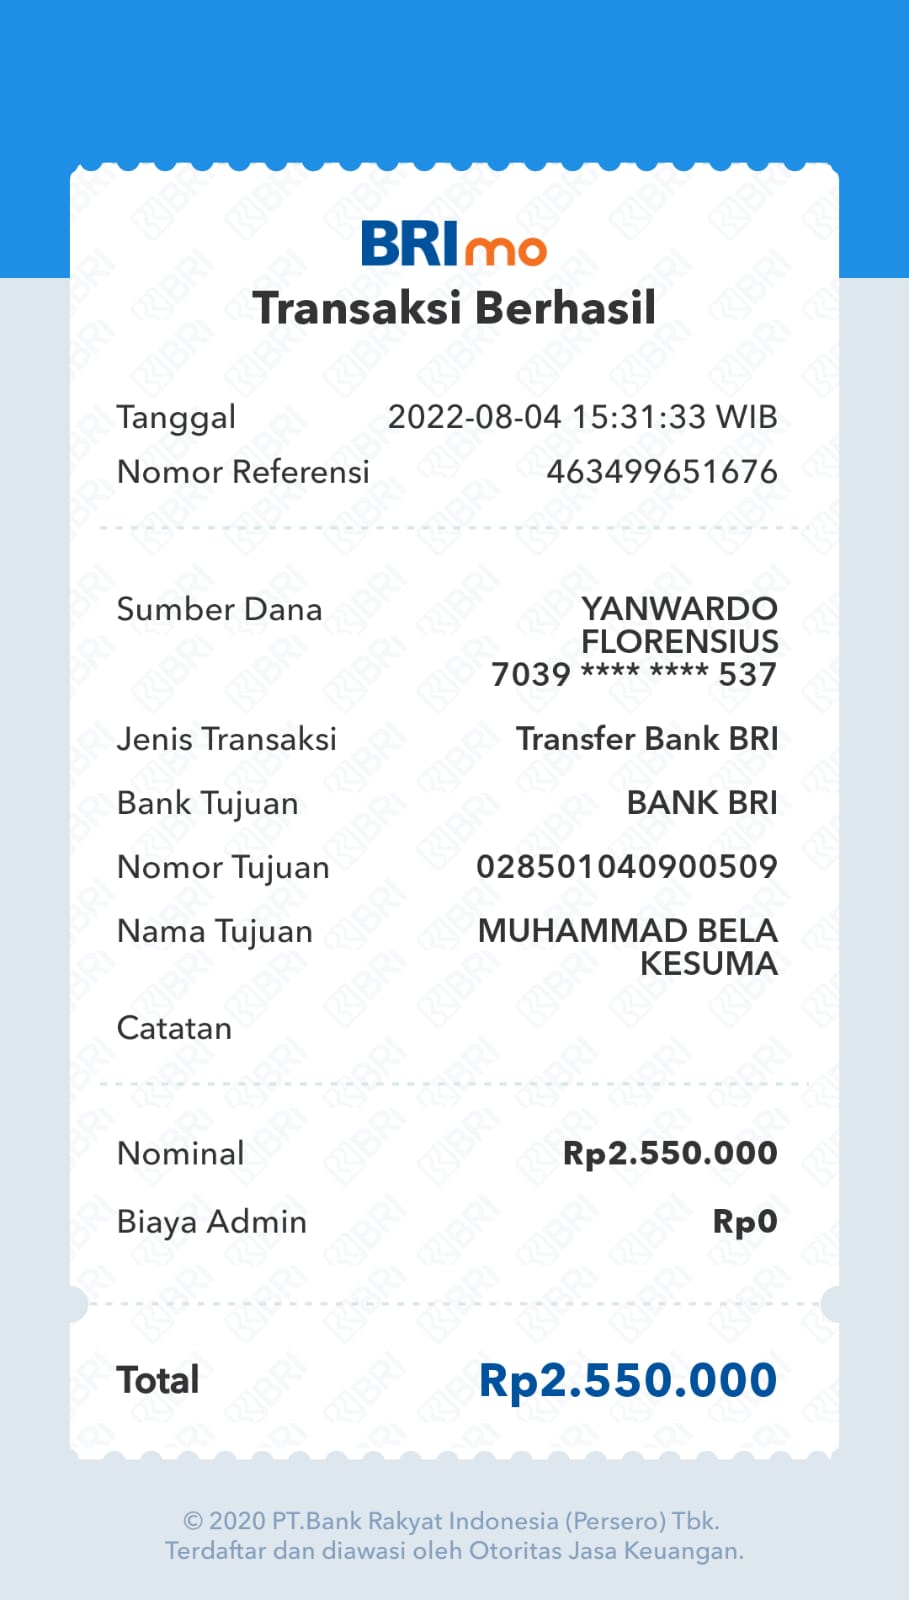 BRImo
Transaksi Berhasil
Tanggal 2022-08-04 15:31:33 WIB
Nomor Referensi 463499651676
Sumber Dana YANWARDO
FLORENSIUS
7039 **** **** 537
Jenis Transaksi Transfer Bank BRI
Bank Tujuan BANK BRI
Nomor Tujuan 028501040900509
Nama Tujuan MUHAMMAD BELA
KESUMA
Catatan
Nominal Rp2.550.000
Biaya Admin Rp0
Total Rp2.550.000
© 2020 PT.Bank Rakyat Indonesia (Persero) Tbk.
Terdaftar dan diawasi oleh Otoritas Jasa Keuangan.